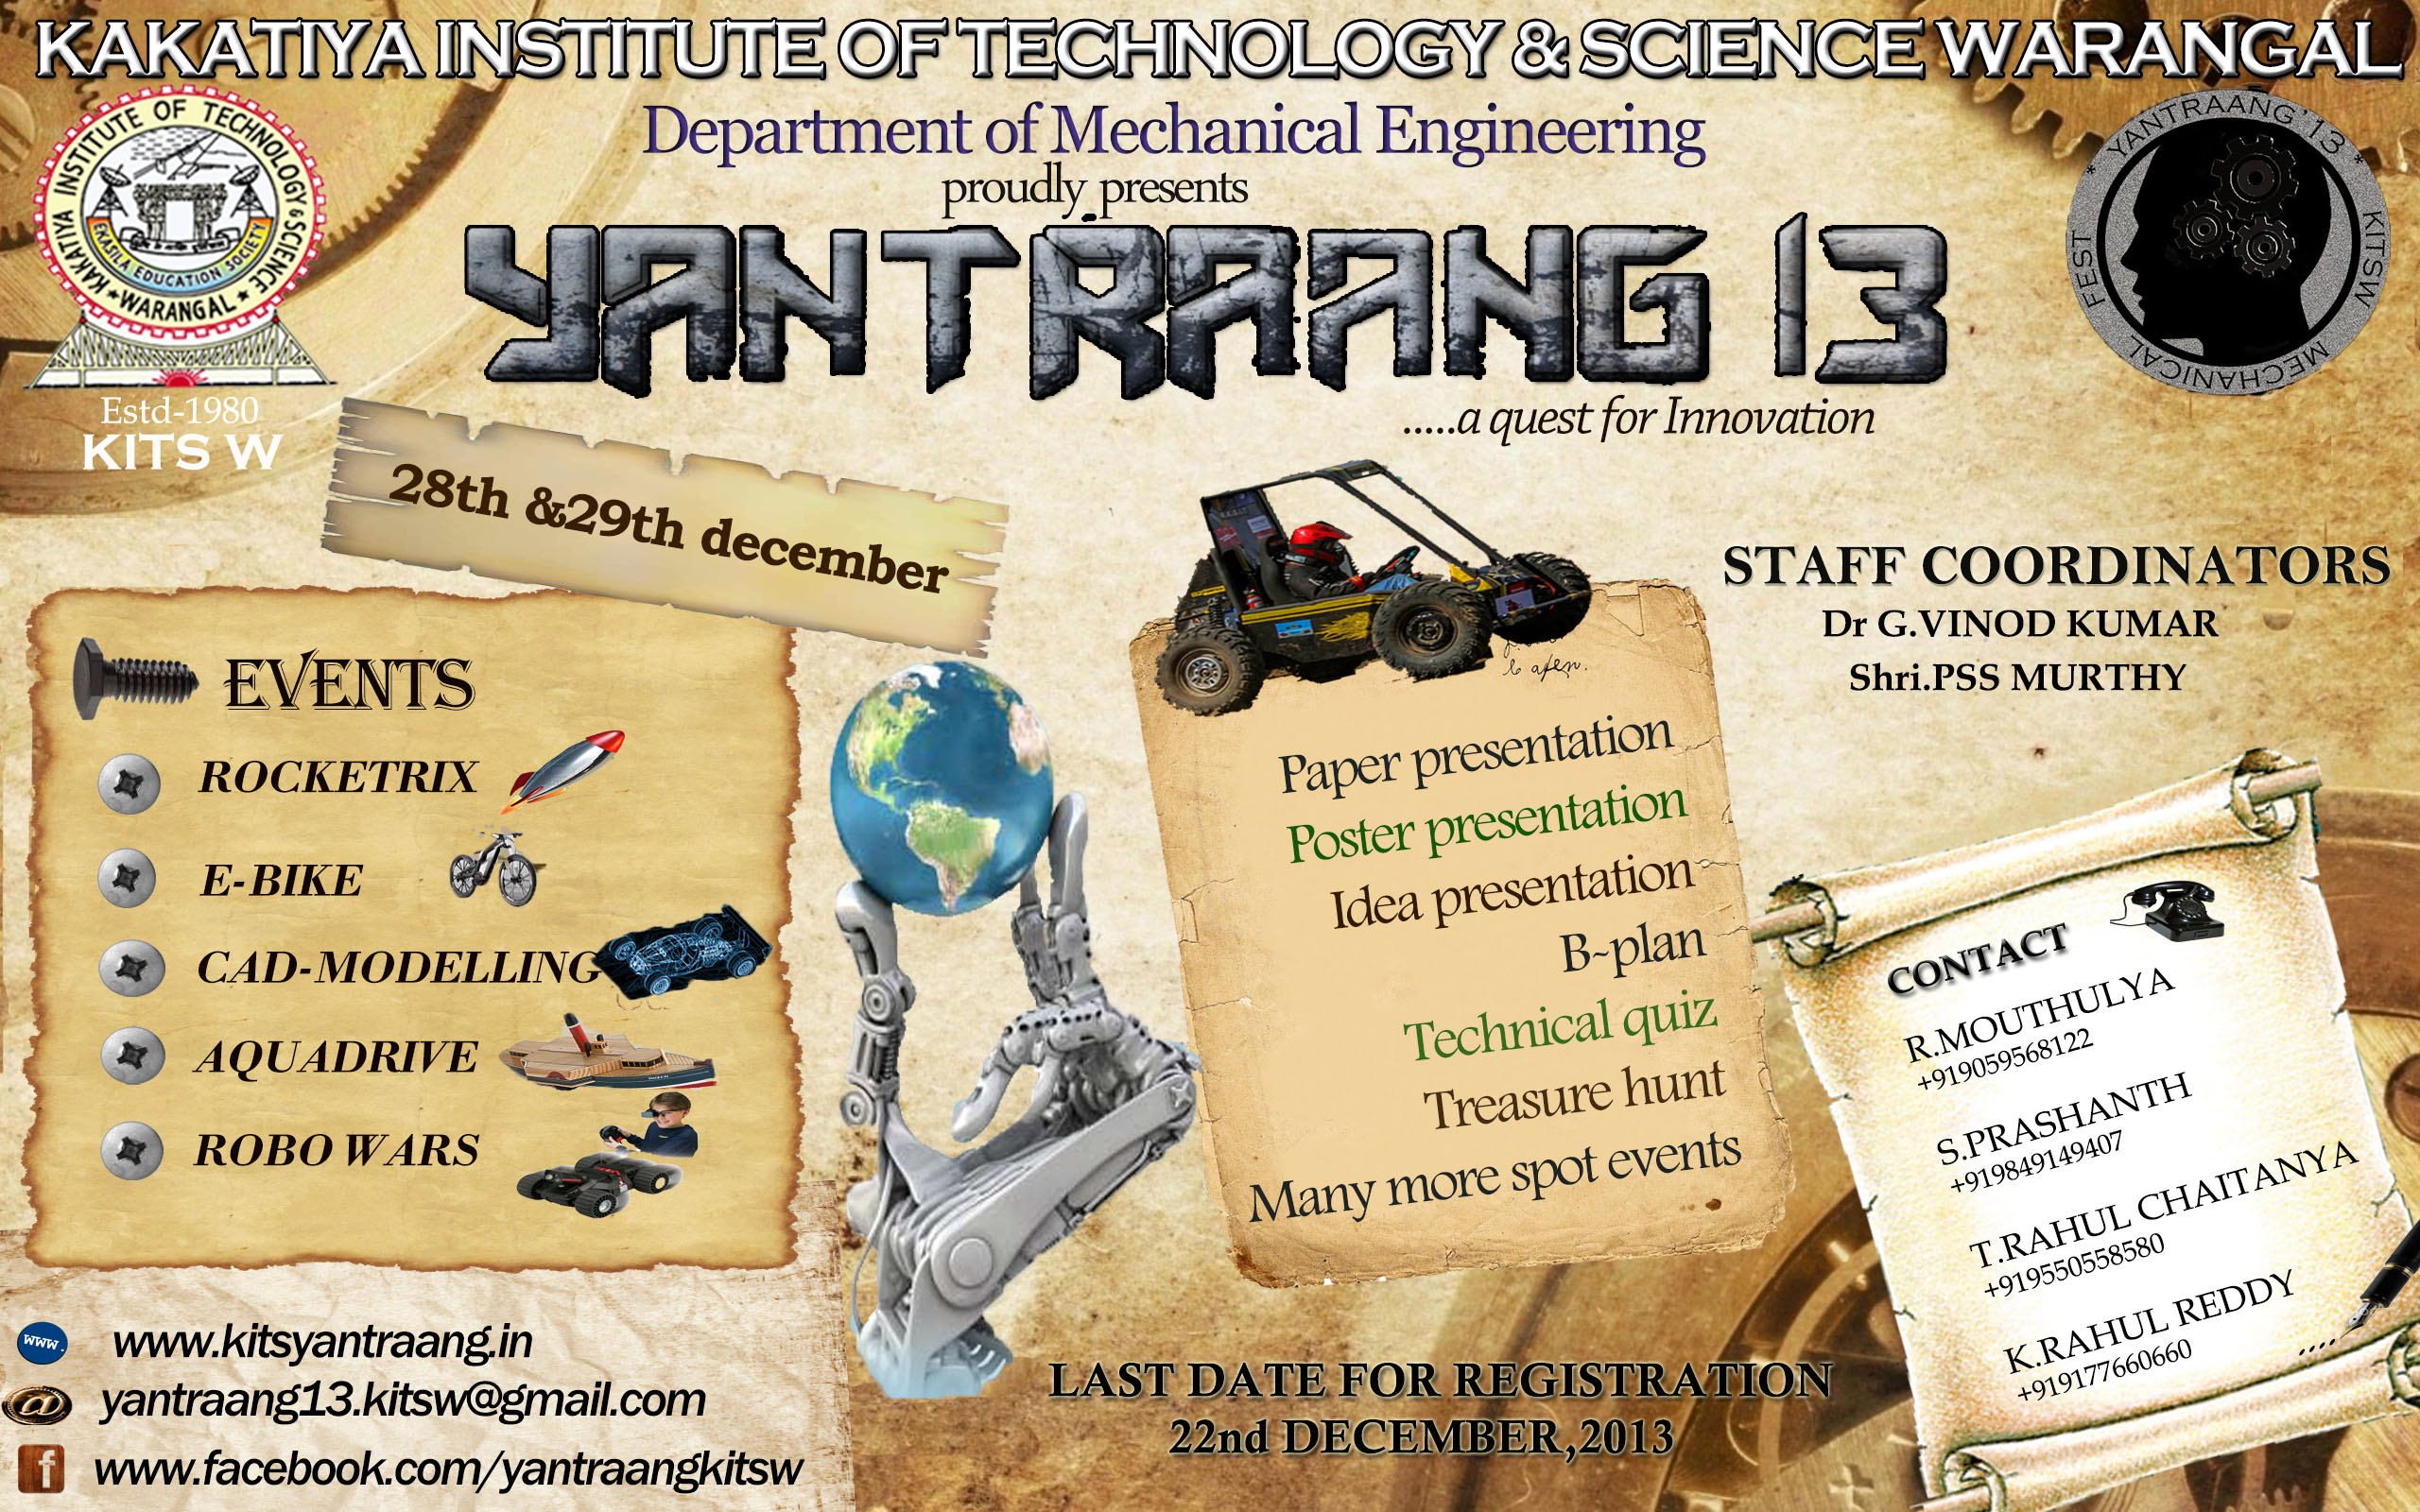 KAKATIYA INSTITUTE OF TECHNOLOGY & SCIENCE WARANGAL
Department of Mechanical Engineering
proudly presents
YANTRAANG 13
.....a quest for Innovation
KAKATIYA INSTITUTE OF TECHNOLOGY & SCIENCE
EKASILA EDUCATION SOCIETY
* WARANGAL *
Estd-1980
KITS W
* YANTRAANG'13 *
KITSW
MECHANICAL
FEST
28th &29th december
EVENTS
ROCKETRIX
E-BIKE
CAD-MODELLING
AQUADRIVE
ROBO WARS
Paper presentation
Poster presentation
Idea presentation
B-plan
Technical quiz
Treasure hunt
Many more spot events
STAFF COORDINATORS
Dr G.VINOD KUMAR
Shri.PSS MURTHY
CONTACT
R.MOUTHULYA
+919059568122
S.PRASHANTH
+919849149407
T.RAHUL CHAITANYA
+919550558580
K.RAHUL REDDY
+919177660660
....
www.
www.kitsyantraang.in
@
yantraang13.kitsw@gmail.com
f
www.facebook.com/yantraangkitsw
LAST DATE FOR REGISTRATION
22nd DECEMBER,2013